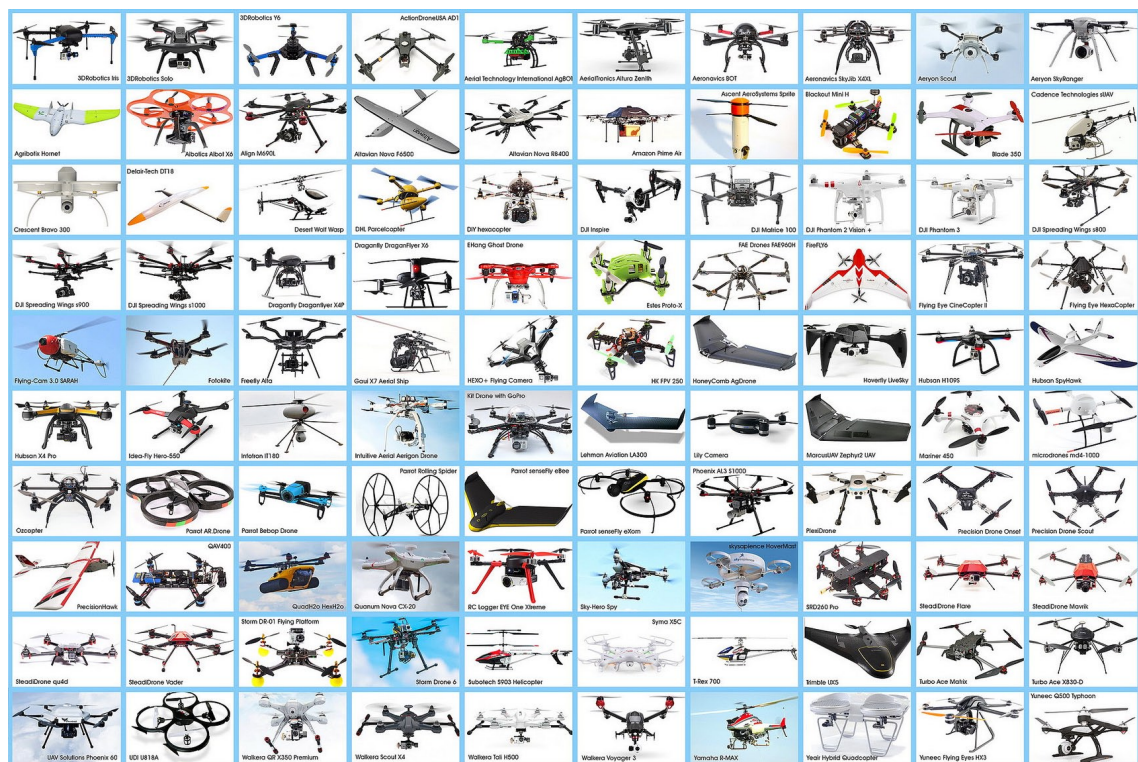 3DRobotics Iris
3DRobotics Solo
3DRobotics Y6
ActionDroneUSA AD1
Aerial Technology International AgBOT
AerialTronics Altura Zenith
Aeronavics BOT
Aeronavics SkyJib X4XL
Aeryon Scout
Aeryon SkyRanger
Agribotix Hornet
Aibotics Aibot X6
Align M690L
Altavian Nova F6500
Altavian Nova R8400
Amazon Prime Air
Ascent AeroSystems Sprite
Blackout Mini H
Blade 350
Cadence Technologies sUAV
Crescent Bravo 300
Delair-Tech DT18
Desert Wolf Wasp
DHL Parcelcopter
DIY hexacopter
DJI Inspire
DJI Matrice 100
DJI Phantom 2 Vision +
DJI Phantom 3
DJI Spreading Wings s800
DJI Spreading Wings s900
DJI Spreading Wings s1000
Draganfly Draganflyer X4P
Draganfly DraganFlyer X6
EHang Ghost Drone
Estes Proto-X
FAE Drones FAE960H
FireFLY6
Flying Eye CineCopter II
Flying Eye HexaCopter
Flying-Cam 3.0 SARAH
Fotokite
Freefly Alta
Gaui X7 Aerial Ship
HEXO+ Flying Camera
HK FPV 250
HoneyComb AgDrone
Hoverfly LiveSky
Hubsan H109S
Hubsan SpyHawk
Hubsan X4 Pro
Idea-Fly Hero-550
Infotron IT180
Intuitive Aerial Aerigon Drone
Kit Drone with GoPro
Lehman Aviation LA300
Lily Camera
MarcusUAV Zephyr2 UAV
Mariner 450
microdrones md4-1000
Ozcopter
Parrot AR.Drone
Parrot Bebop Drone
Parrot Rolling Spider
Parrot senseFly eBee
Parrot senseFly eXom
Phoenix AL3 S1000
PlexiDrone
Precision Drone Onset
Precision Drone Scout
PrecisionHawk
QAV400
QuadH2o HexH2o
Quanum Nova CX-20
RC Logger EYE One Xtreme
Sky-Hero Spy
skysapience HoverMast
SRD260 Pro
SteadiDrone Flare
SteadiDrone Mavrik
SteadiDrone qu4d
SteadiDrone Vader
Storm DR-01 Flying Platform
Storm Drone 6
Subotech S903 Helicopter
Syma X5C
T-Rex 700
Trimble UX5
Turbo Ace Matrix
Turbo Ace X830-D
UAV Solutions Phoenix 60
UDI U818A
Walkera QR X350 Premium
Walkera Scout X4
Walkera Tali H500
Walkera Voyager 3
Yamaha R-MAX
Yeair Hybrid Quadcopter
Yuneec Flying Eyes HX3
Yuneec Q500 Typhoon